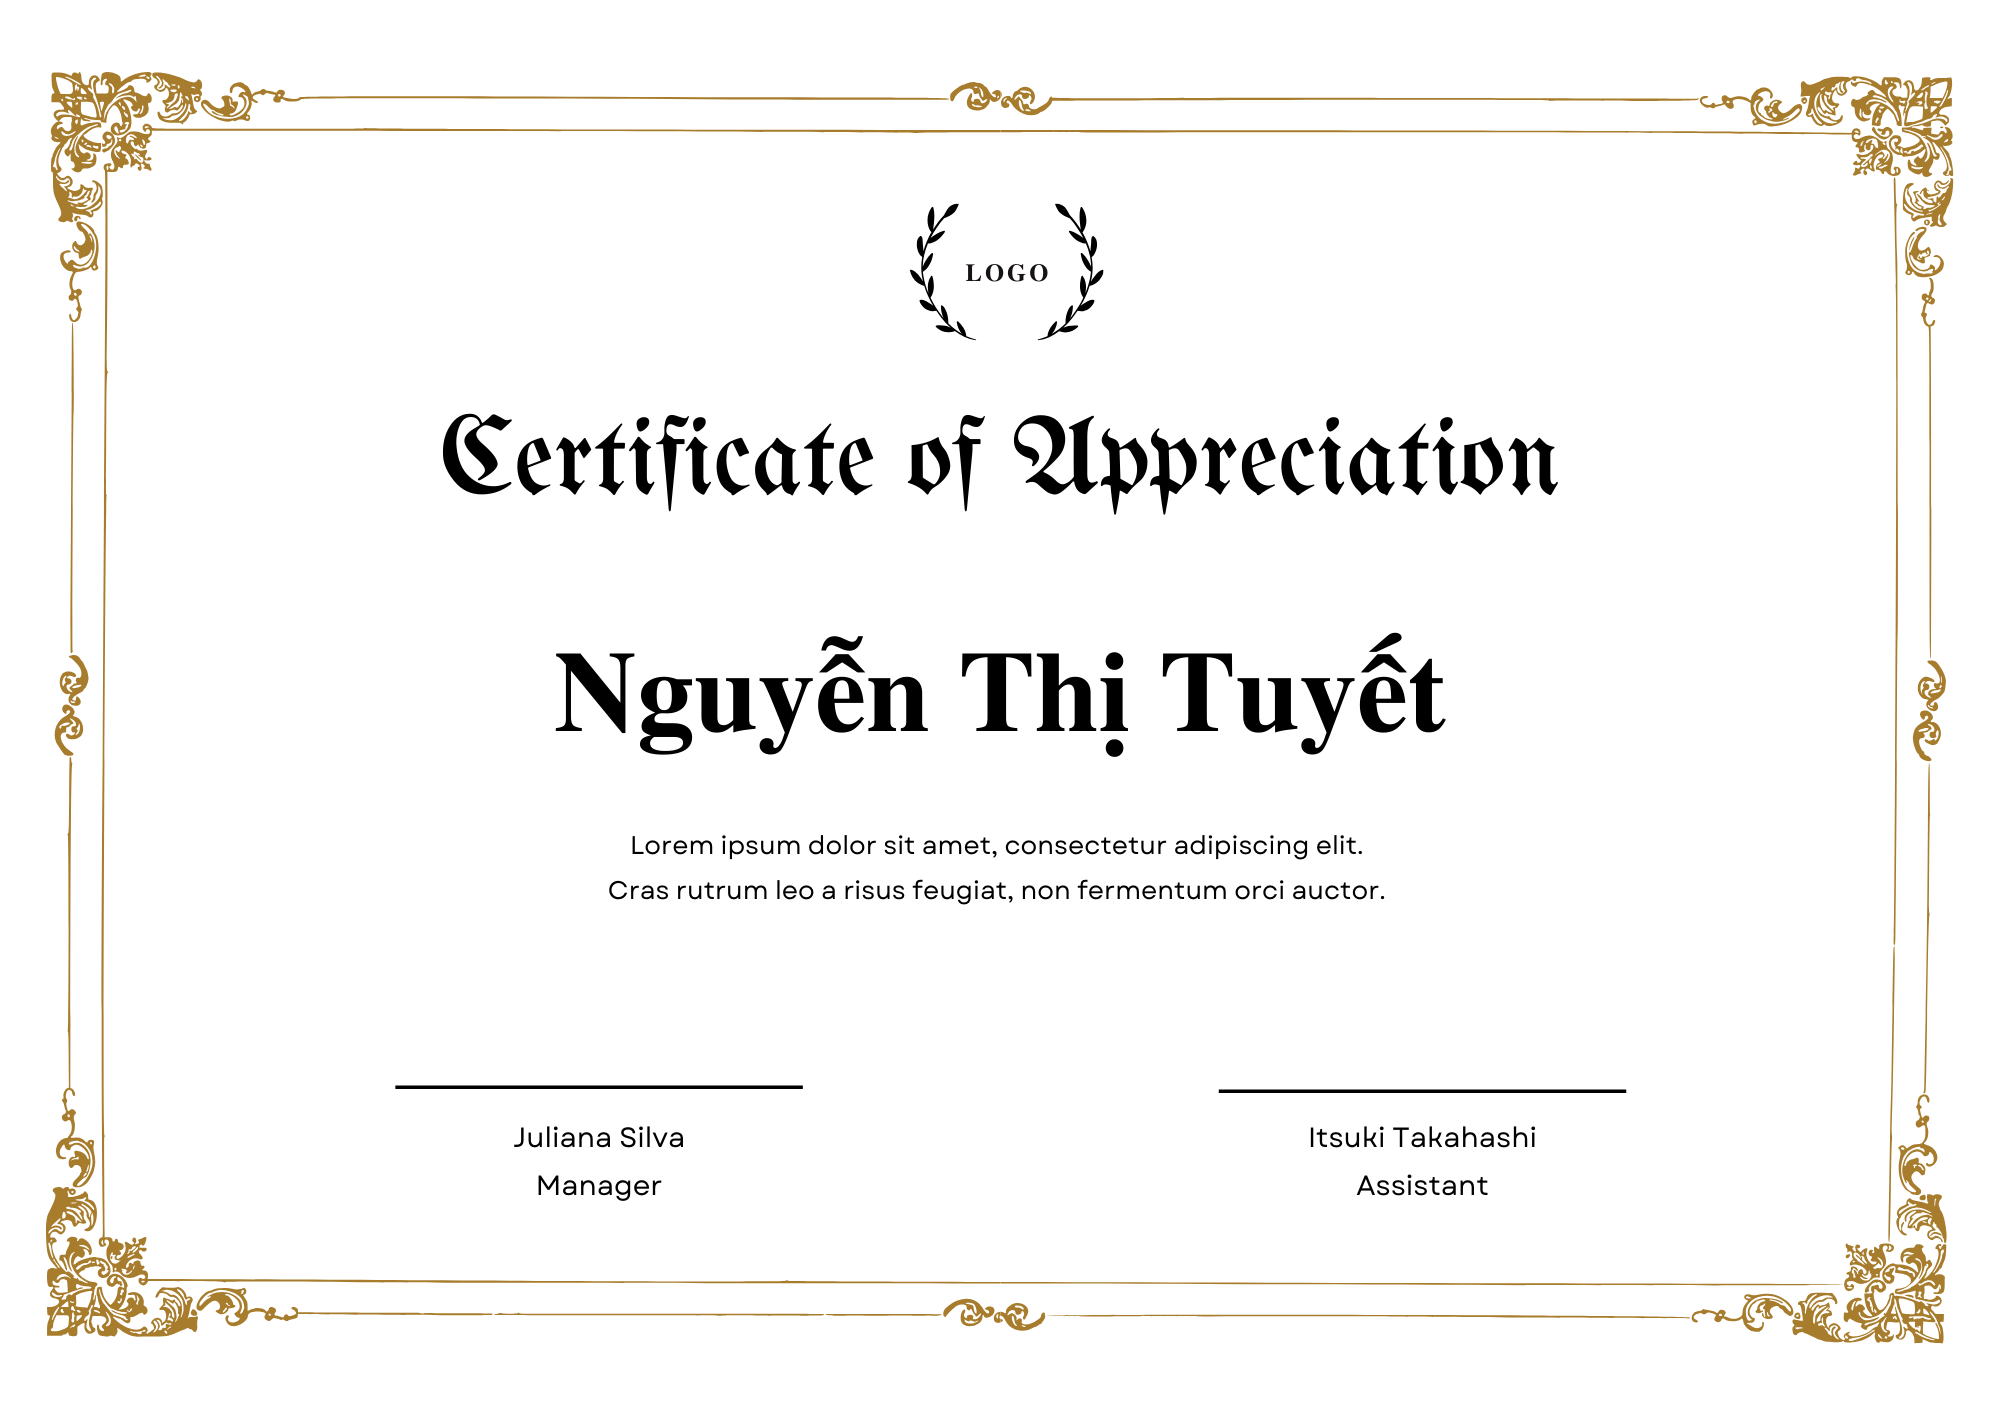 LOGO
Certificate of Appreciation
Nguyễn Thị Tuyết
Lorem ipsum dolor sit amet, consectetur adipiscing elit.
Cras rutrum leo a risus feugiat, non fermentum orci auctor.
Juliana Silva
Manager
Itsuki Takahashi
Assistant